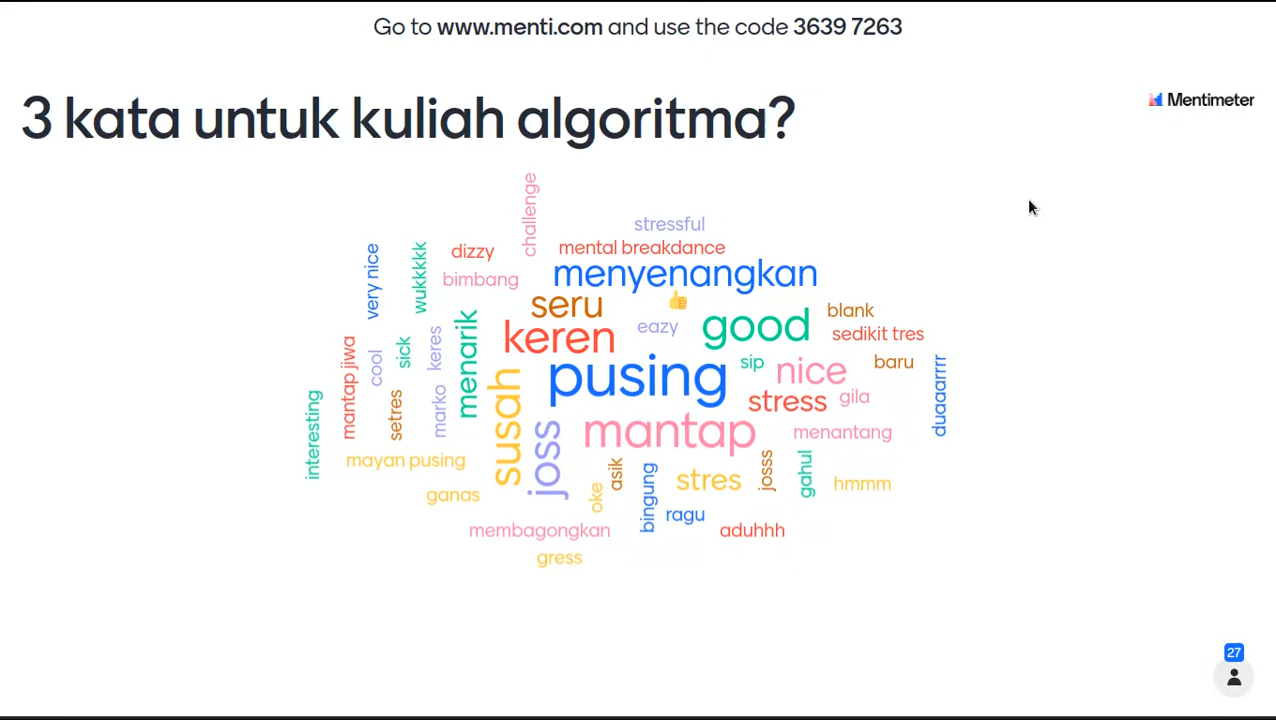 Go to www.menti.com and use the code 3639 7263
3 kata untuk kuliah algoritma?
Mentimeter
challenge
stressful
very nice
wukkkkk
dizzy
mental breakdance
bimbang
menyenangkan
seru
👍
eazy
good
blank
sedikit tres
mantap jiwa
cool
sick
keres
menarik
keren
sip
nice
baru
duaaarrrr
interesting
setres
marko
susah
pusing
stress
gila
joss
mantap
menantang
mayan pusing
ganas
oke
asik
bingung
stres
josss
gahul
hmmm
ragu
membagongkan
aduhhh
gress
27